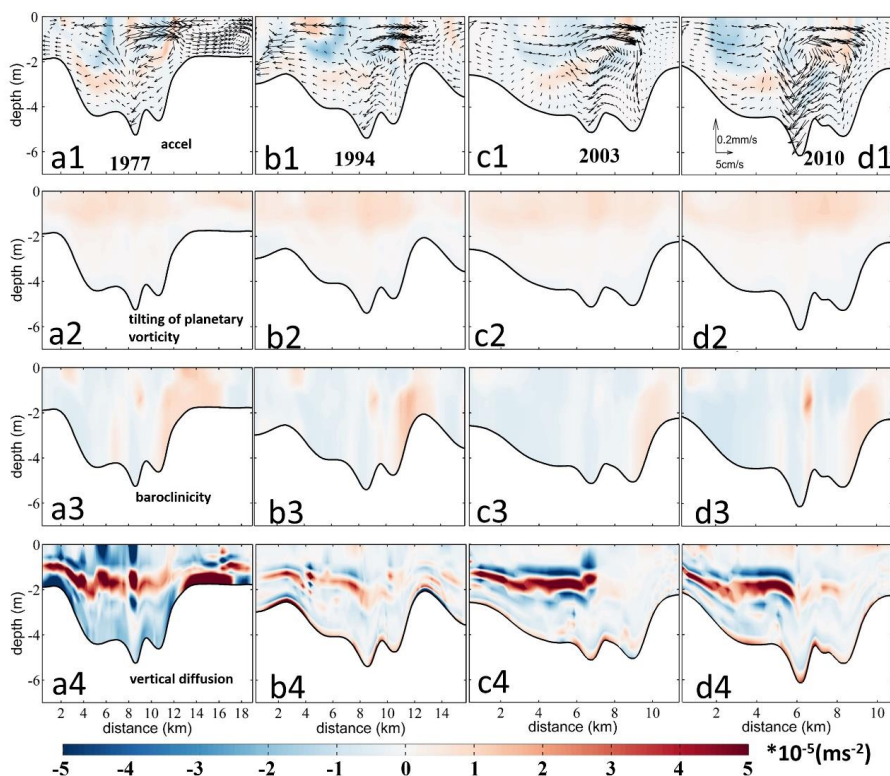 0
-2
-4
-6
depth (m)
a1
1977
accel
b1
1994
c1
2003
0.2mm/s
5cm/s
2010
d1
0
-2
-4
-6
depth (m)
a2
tilting of planetary
vorticity
b2
c2
d2
0
-2
-4
-6
depth (m)
a3
baroclinicity
b3
c3
d3
0
-2
-4
-6
depth (m)
a4
vertical diffusion
b4
c4
d4
2 4 6 8 10 12 14 16 18
distance (km)
2 4 6 8 10 12 14
distance (km)
2 4 6 8 10
distance (km)
2 4 6 8 10
distance (km)
-5 -4 -3 -2 -1 0 1 2 3 4 5
*10-5(ms-2)